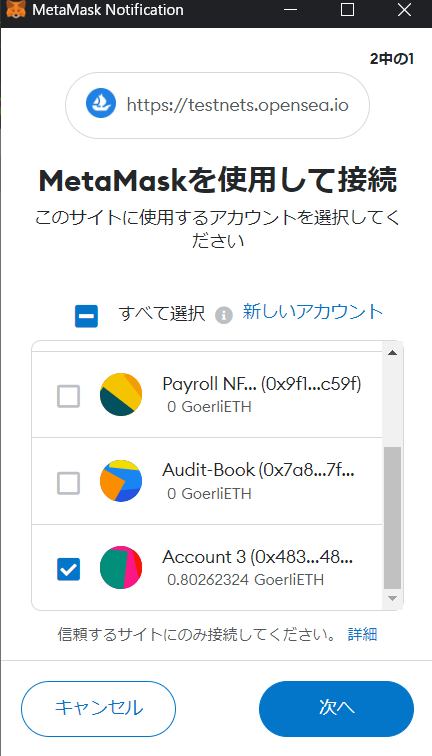 MetaMask Notification
2中の1
https://testnets.opensea.io
MetaMaskを使用して接続
このサイトに使用するアカウントを選択してく
ださい
すべて選択 新しいアカウント
Payroll NF... (0x9f1...c59f)
0 GoerliETH
Audit-Book (0x7a8...7f...
0 GoerliETH
Account 3 (0x483...48...
0.80262324 GoerliETH
信頼するサイトにのみ接続してください。 詳細
キャンセル 次へ